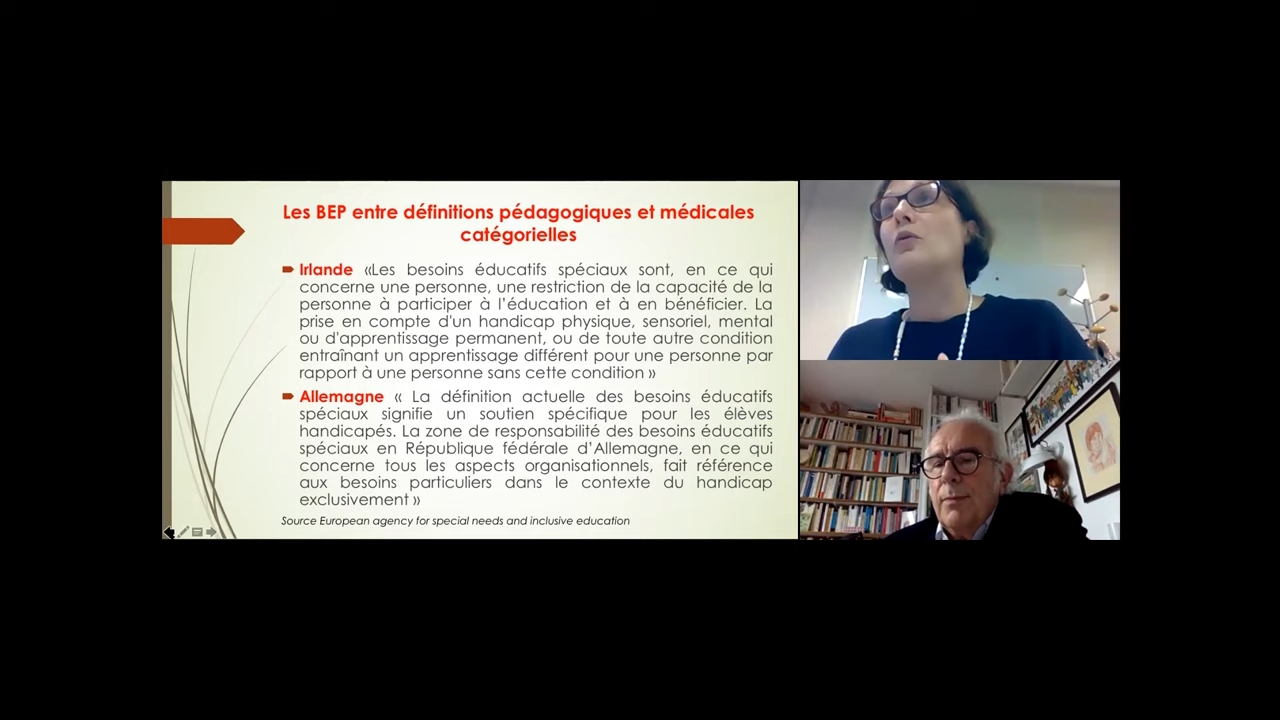 Les BEP entre définitions pédagogiques et médicales
catégorielles
Irlande «Les besoins éducatifs spéciaux sont, en ce qui
concerne une personne, une restriction de la capacité de la
personne à participer à l'éducation et à en bénéficier. La
prise en compte d'un handicap physique, sensoriel, mental
ou d'apprentissage permanent, ou de toute autre condition
entraînant un apprentissage différent pour une personne par
rapport à une personne sans cette condition »
Allemagne « La définition actuelle des besoins éducatifs
spéciaux signifie un soutien spécifique pour les élèves
handicapés. La zone de responsabilité des besoins éducatifs
spéciaux en République fédérale d'Allemagne, en ce qui
concerne tous les aspects organisationnels, fait référence
aux besoins particuliers dans le contexte du handicap
exclusivement »
Source European agency for special needs and inclusive education